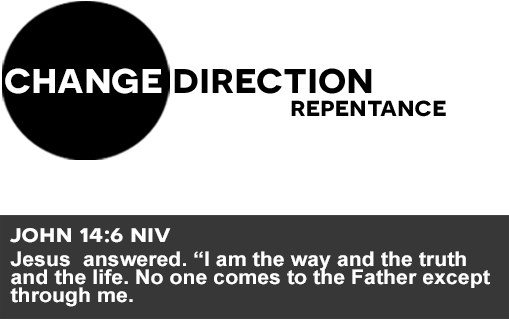 CHANGE DIRECTION
REPENTANCE
JOHN 14:6 NIV
Jesus  answered. “I am the way and the truth
and the life. No one comes to the Father except
through me.